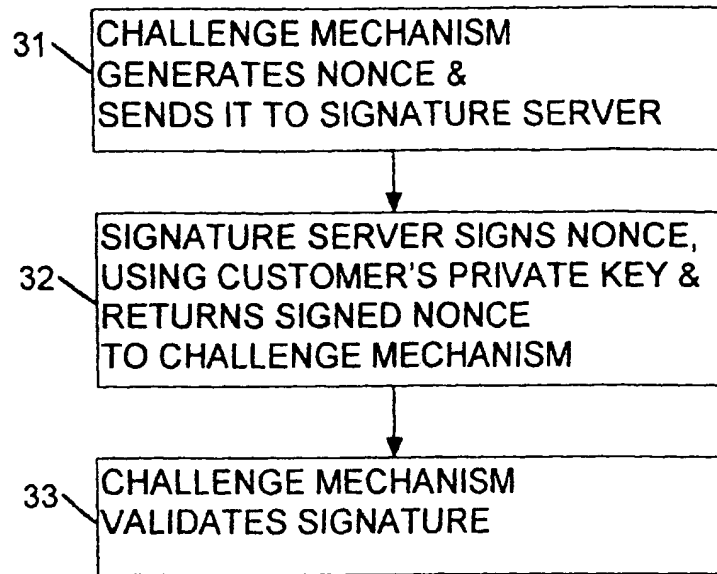 31
CHALLENGE MECHANISM
GENERATES NONCE &
SENDS IT TO SIGNATURE SERVER
32
SIGNATURE SERVER SIGNS NONCE,
USING CUSTOMER'S PRIVATE KEY &
RETURNS SIGNED NONCE
TO CHALLENGE MECHANISM
33
CHALLENGE MECHANISM
VALIDATES SIGNATURE